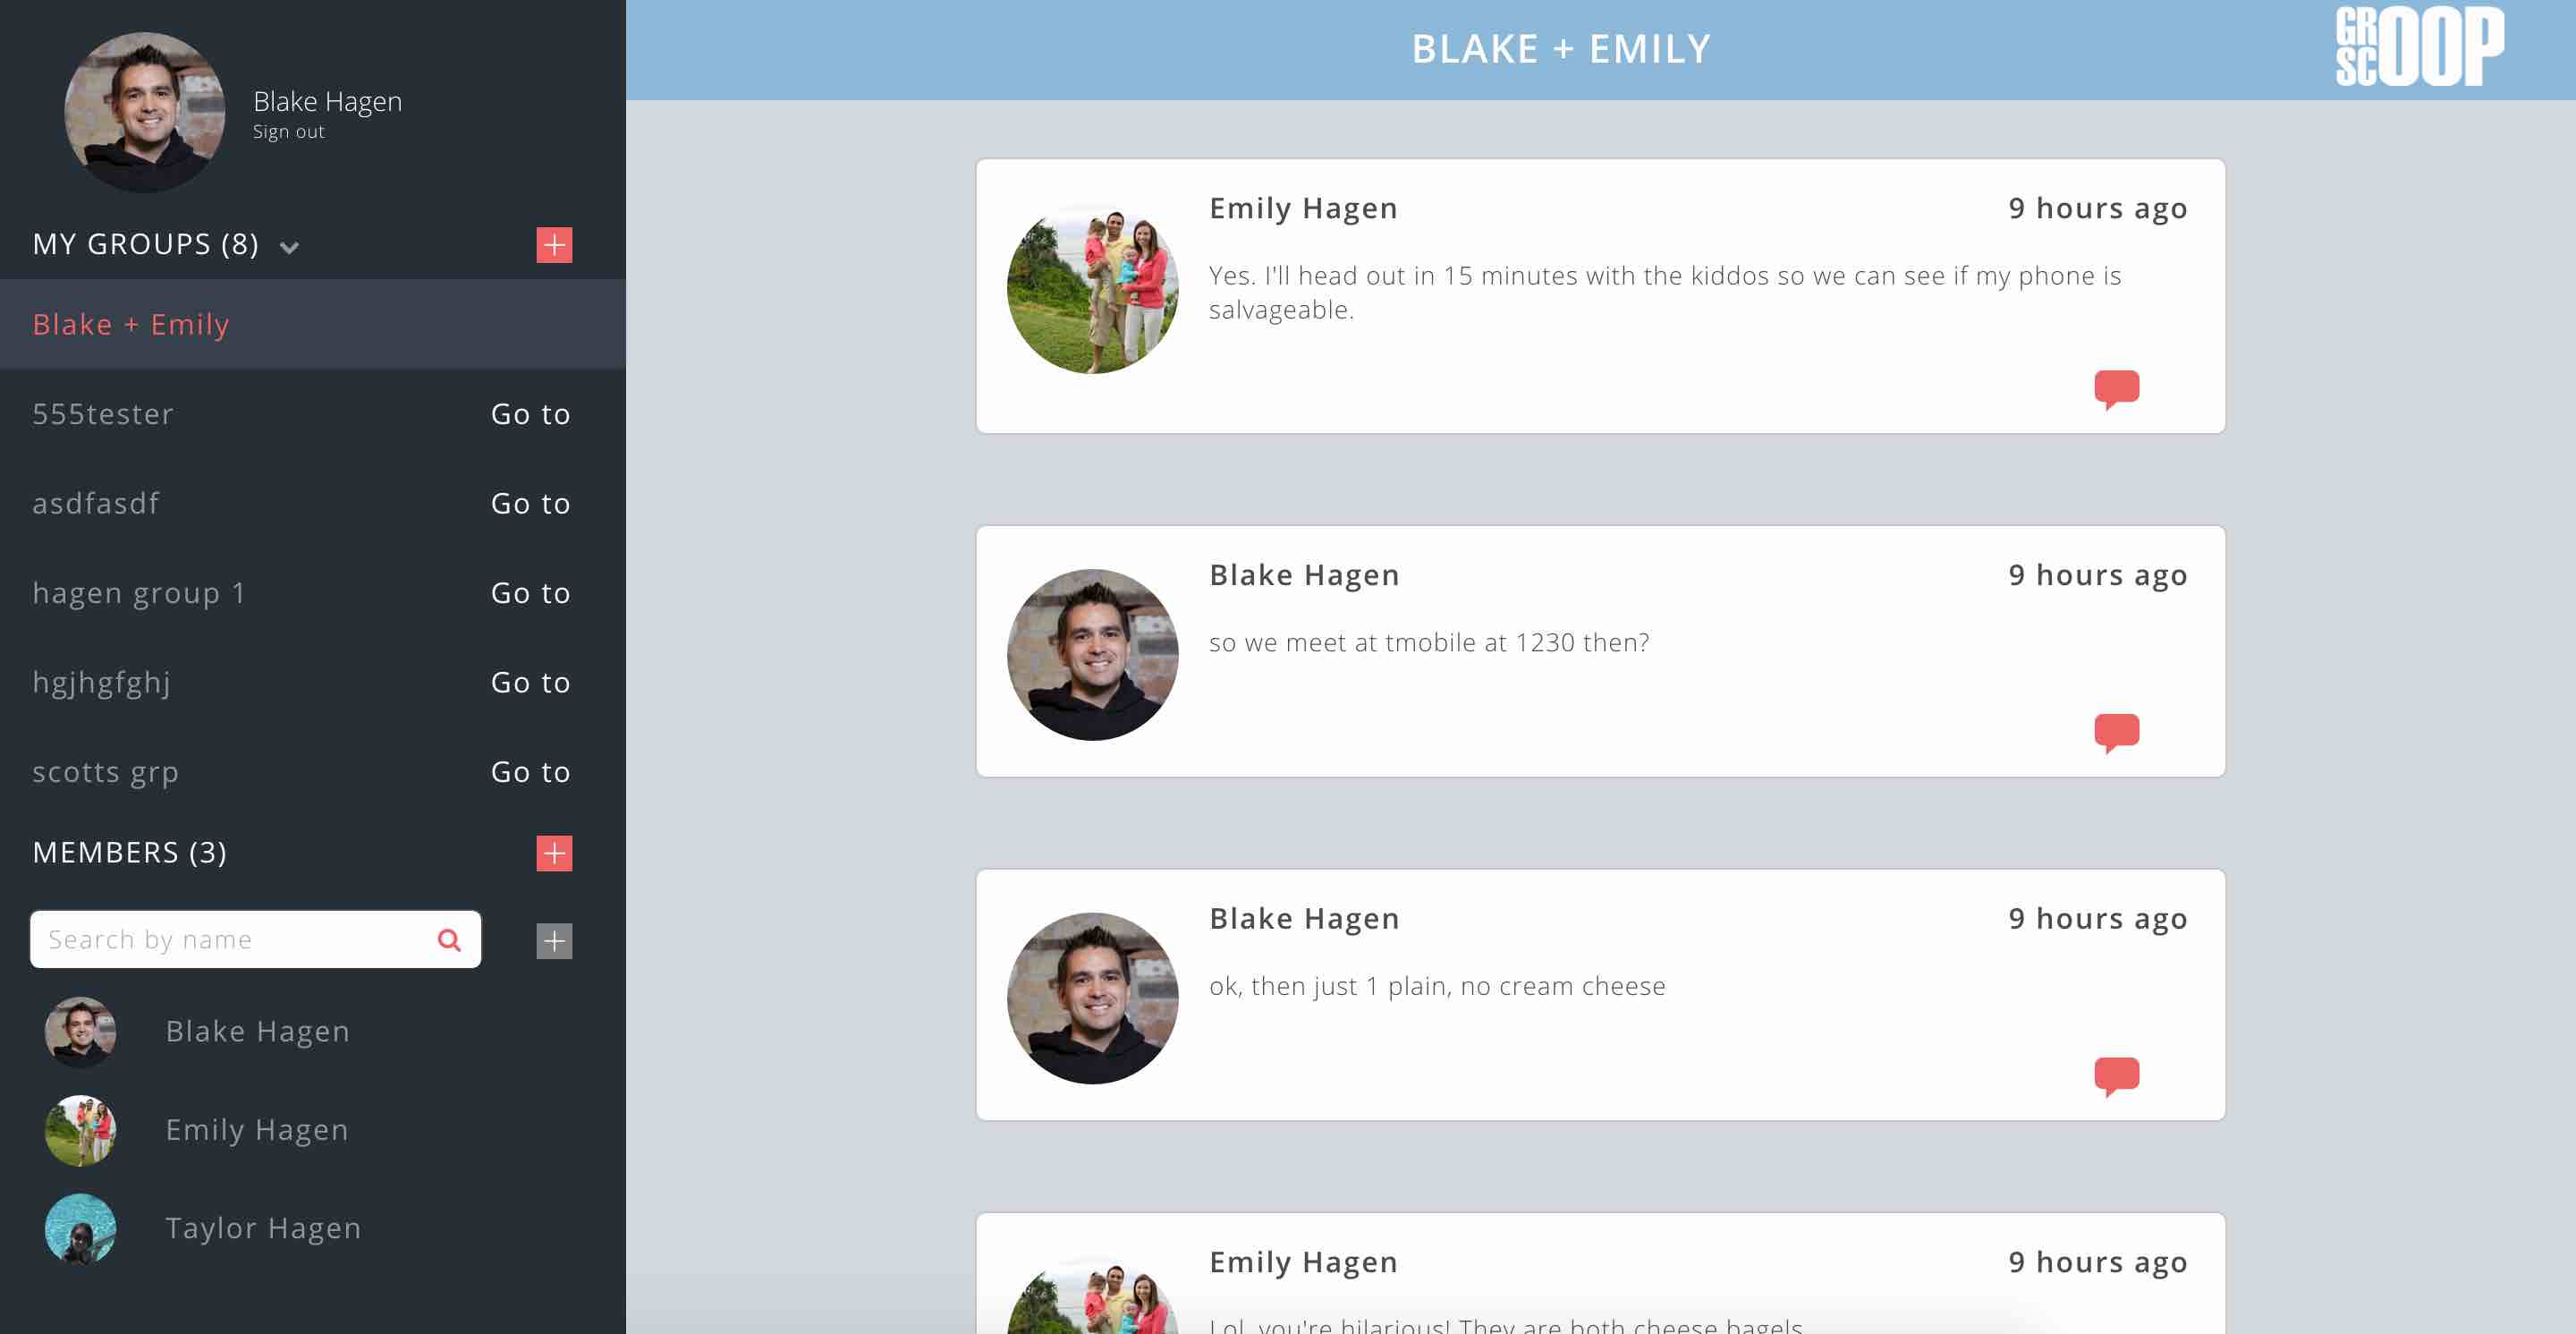 Blake Hagen
Sign out
MY GROUPS (8)
Blake + Emily
555tester Go to
asdfasdf Go to
hagen group 1 Go to
hgjhgfghj Go to
scotts grp Go to
MEMBERS (3)
Search by name
Blake Hagen
Emily Hagen
Taylor Hagen
BLAKE + EMILY
GR
SCOOP
Emily Hagen 9 hours ago
Yes. I'll head out in 15 minutes with the kiddos so we can see if my phone is
salvageable.
Blake Hagen 9 hours ago
so we meet at tmobile at 1230 then?
Blake Hagen 9 hours ago
ok, then just 1 plain, no cream cheese
Emily Hagen 9 hours ago
Lol, you're hilarious! They are both cheese bagels